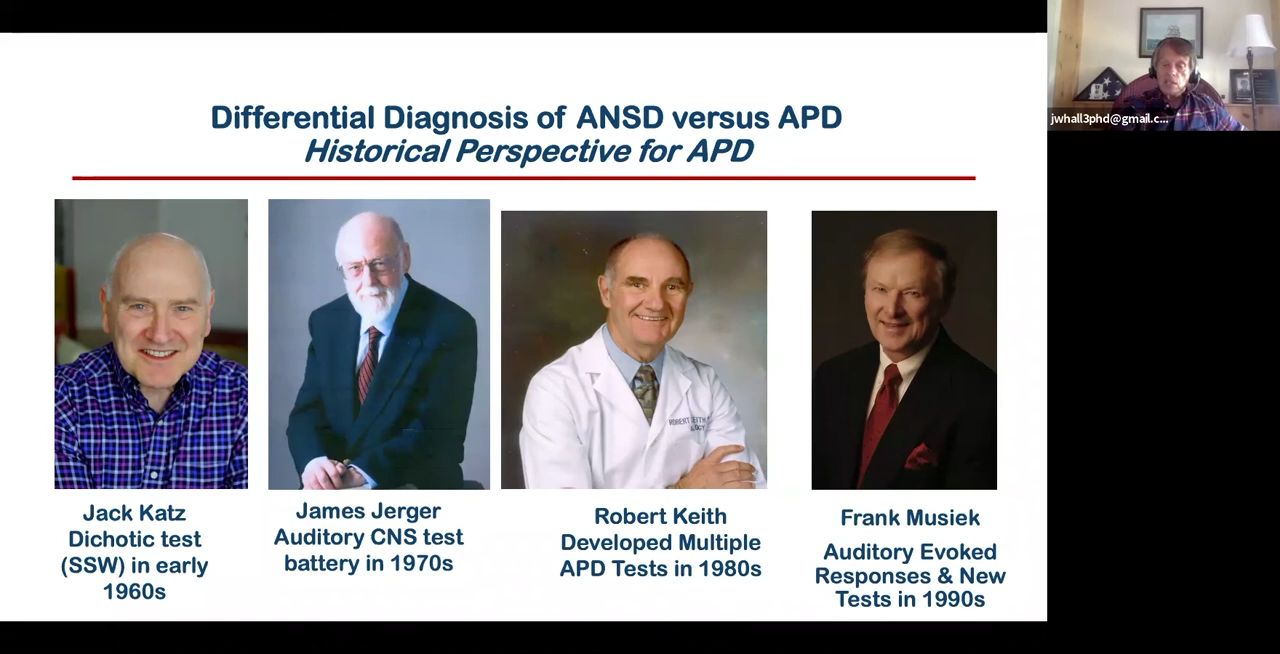 Differential Diagnosis of ANSD versus APD
Historical Perspective for APD
jwhall3phd@gmail.c...
ROBERT KEITH
Jack Katz
Dichotic test
(SSW) in early
1960s
James Jerger
Auditory CNS test
battery in 1970s
Robert Keith
Developed Multiple
APD Tests in 1980s
Frank Musiek
Auditory Evoked
Responses & New
Tests in 1990s